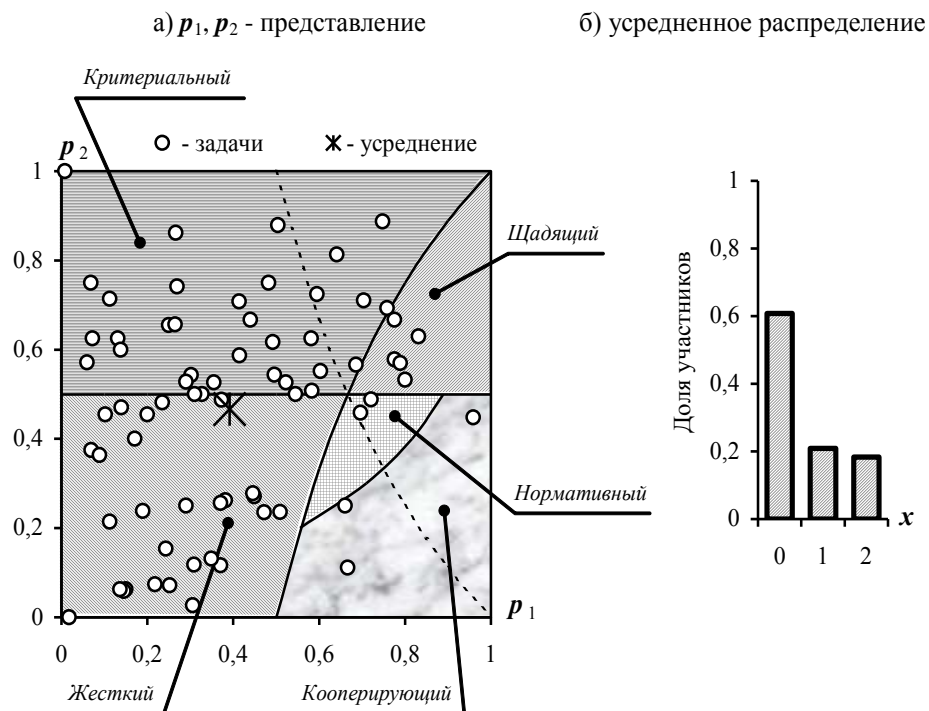 а) p₁, p₂ - представление
б) усредненное распределение
Критериальный
- задачи
- усреднение
p 2
1
0,8
0,6
0,4
0,2
0
0 0,2 0,4 0,6 0,8 1
p 1
Щадящий
Нормативный
Жесткий
Кооперирующий
Доля участников
1
0,8
0,6
0,4
0,2
0
0 1 2
x